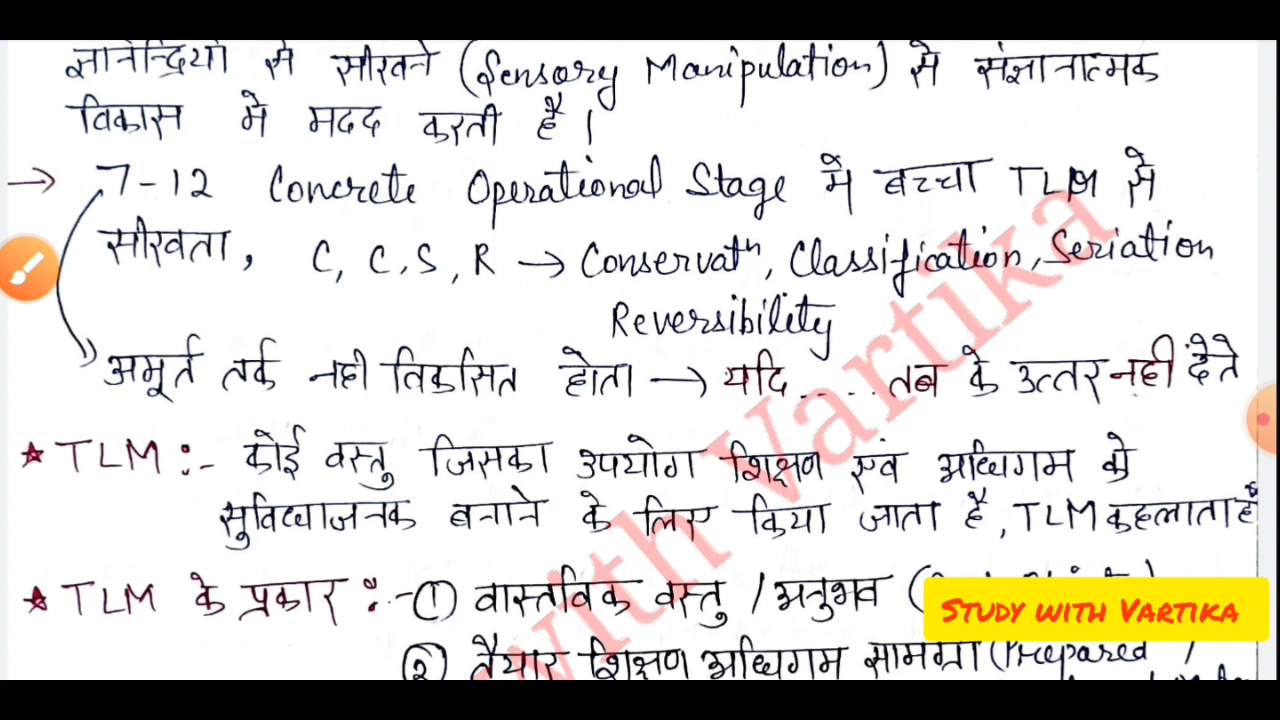 ज्ञानेन्द्रियों से सीखने (Sensory Manipulation) से संज्ञानात्मक
विकास में मदद करती है।
→ 7-12 Concrete Operational Stage में बच्चा TLM से
सीखता, C, C, S, R → Conservatⁿ, Classification, Seriation
Reversibility
अमूर्त तर्क नही विकसित होता → यदि..... तब के उत्तर नही देते
★ TLM :- कोई वस्तु जिसका उपयोग शिक्षण एवं अधिगम को
सुविधाजनक बनाने के लिए किया जाता है, TLM कहलाता है
★ TLM के प्रकार :- ① वास्तविक वस्तु / अनुभव (
STUDY WITH VARTIKA
② तैयार शिक्षण अधिगम सामग्री (Prepared /
with Vartika